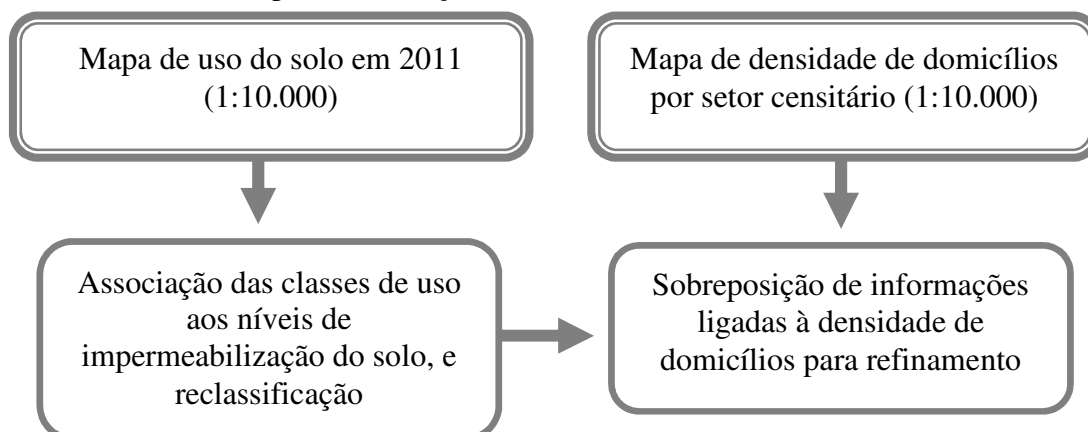 Mapa de uso do solo em 2011
(1:10.000)
Mapa de densidade de domicílios
por setor censitário (1:10.000)
Associação das classes de uso
aos níveis de
impermeabilização do solo, e
reclassificação
Sobreposição de informações
ligadas à densidade de
domicílios para refinamento